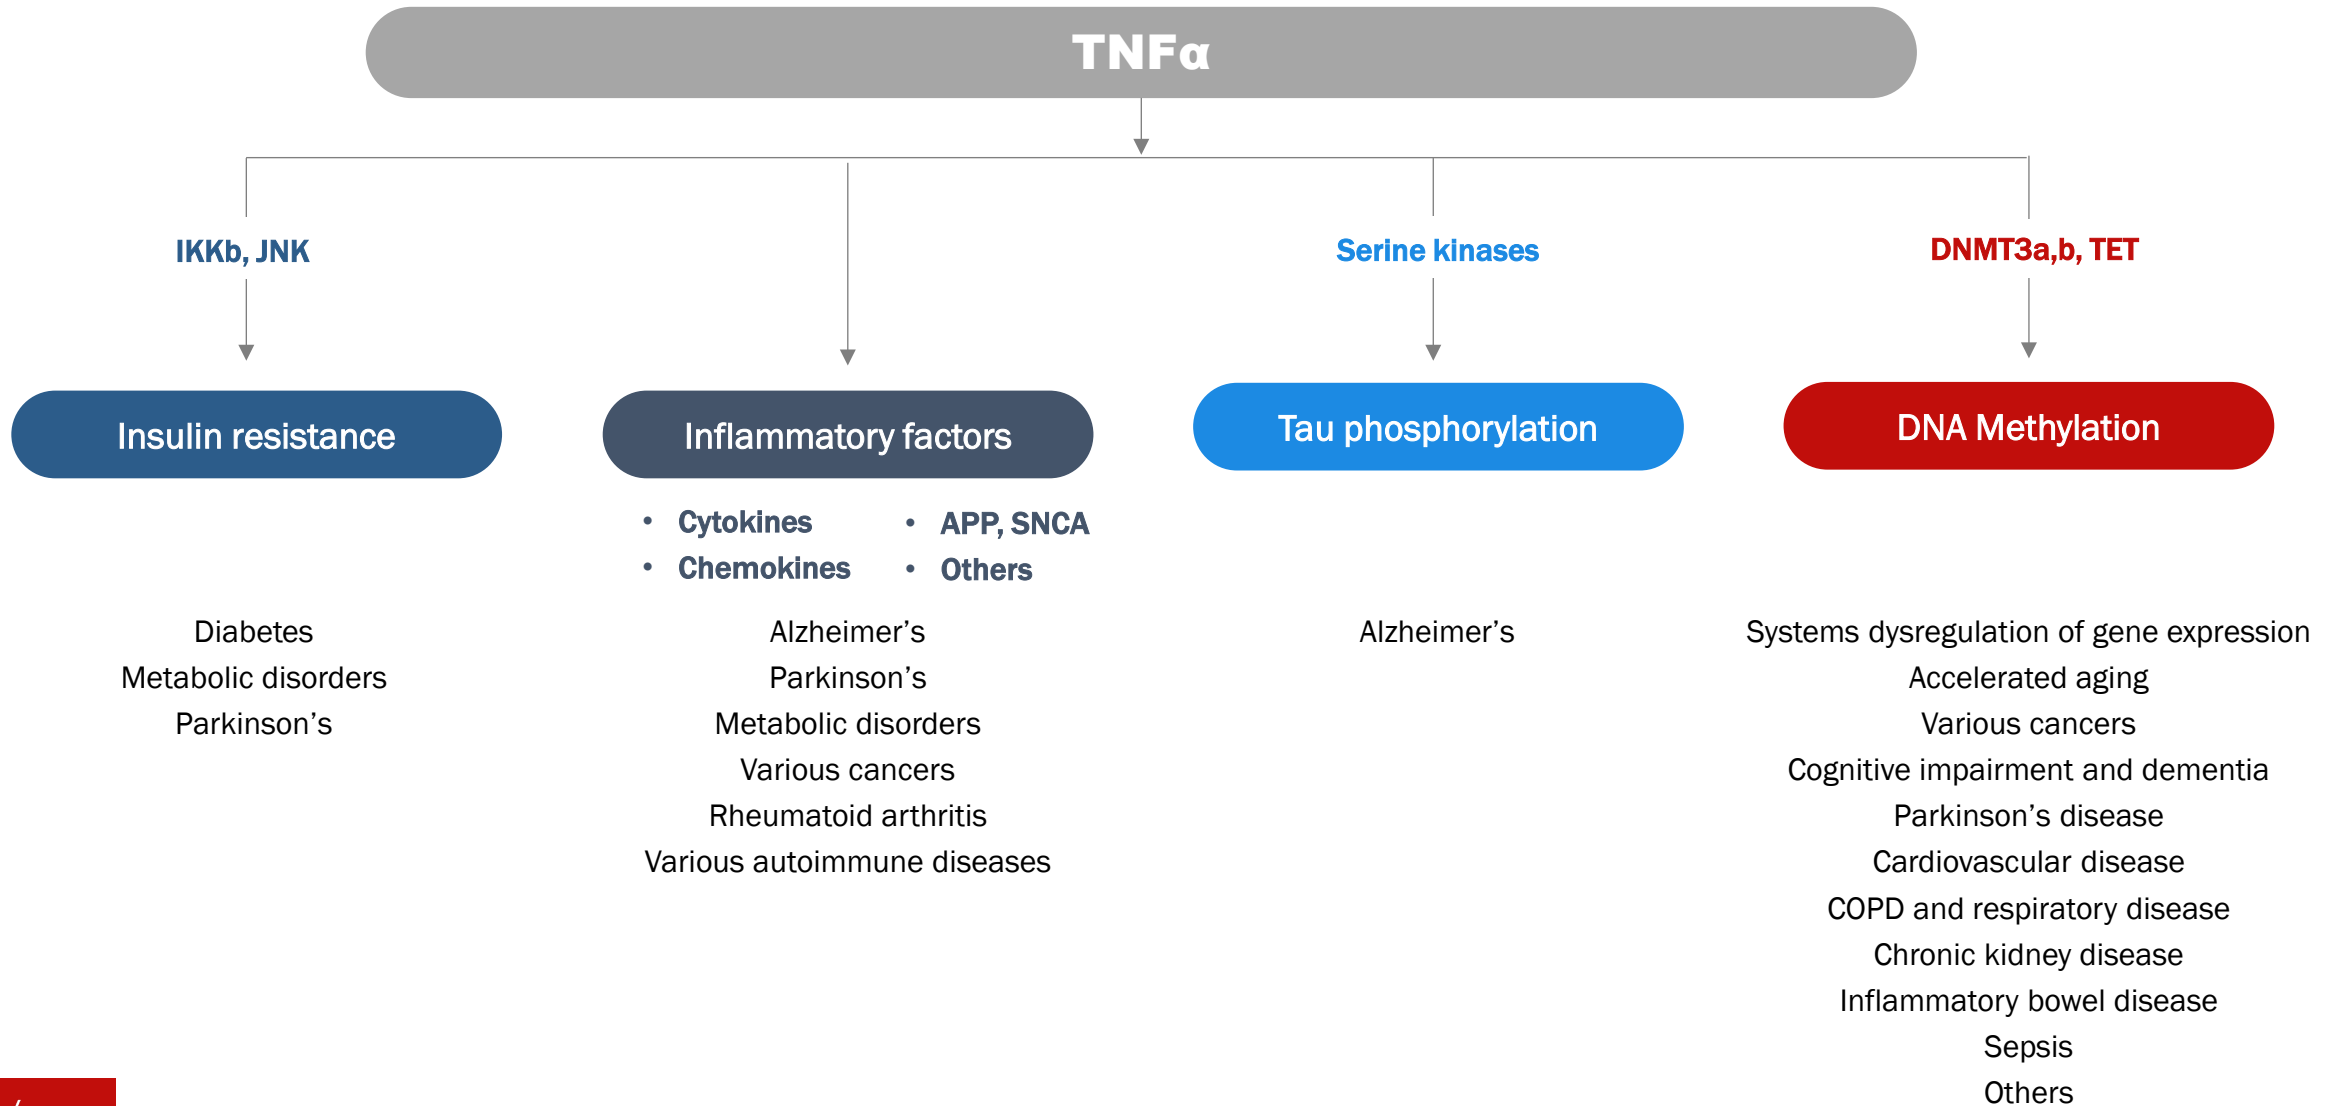 TNFα
IKKb, JNK
Serine kinases
DNMT3a,b, TET
Insulin resistance
Inflammatory factors
Tau phosphorylation
DNA Methylation
• Cytokines
• Chemokines
• APP, SNCA
• Others
Diabetes
Metabolic disorders
Parkinson’s
Alzheimer’s
Parkinson’s
Metabolic disorders
Various cancers
Rheumatoid arthritis
Various autoimmune diseases
Alzheimer’s
Systems dysregulation of gene expression
Accelerated aging
Various cancers
Cognitive impairment and dementia
Parkinson’s disease
Cardiovascular disease
COPD and respiratory disease
Chronic kidney disease
Inflammatory bowel disease
Sepsis
Others